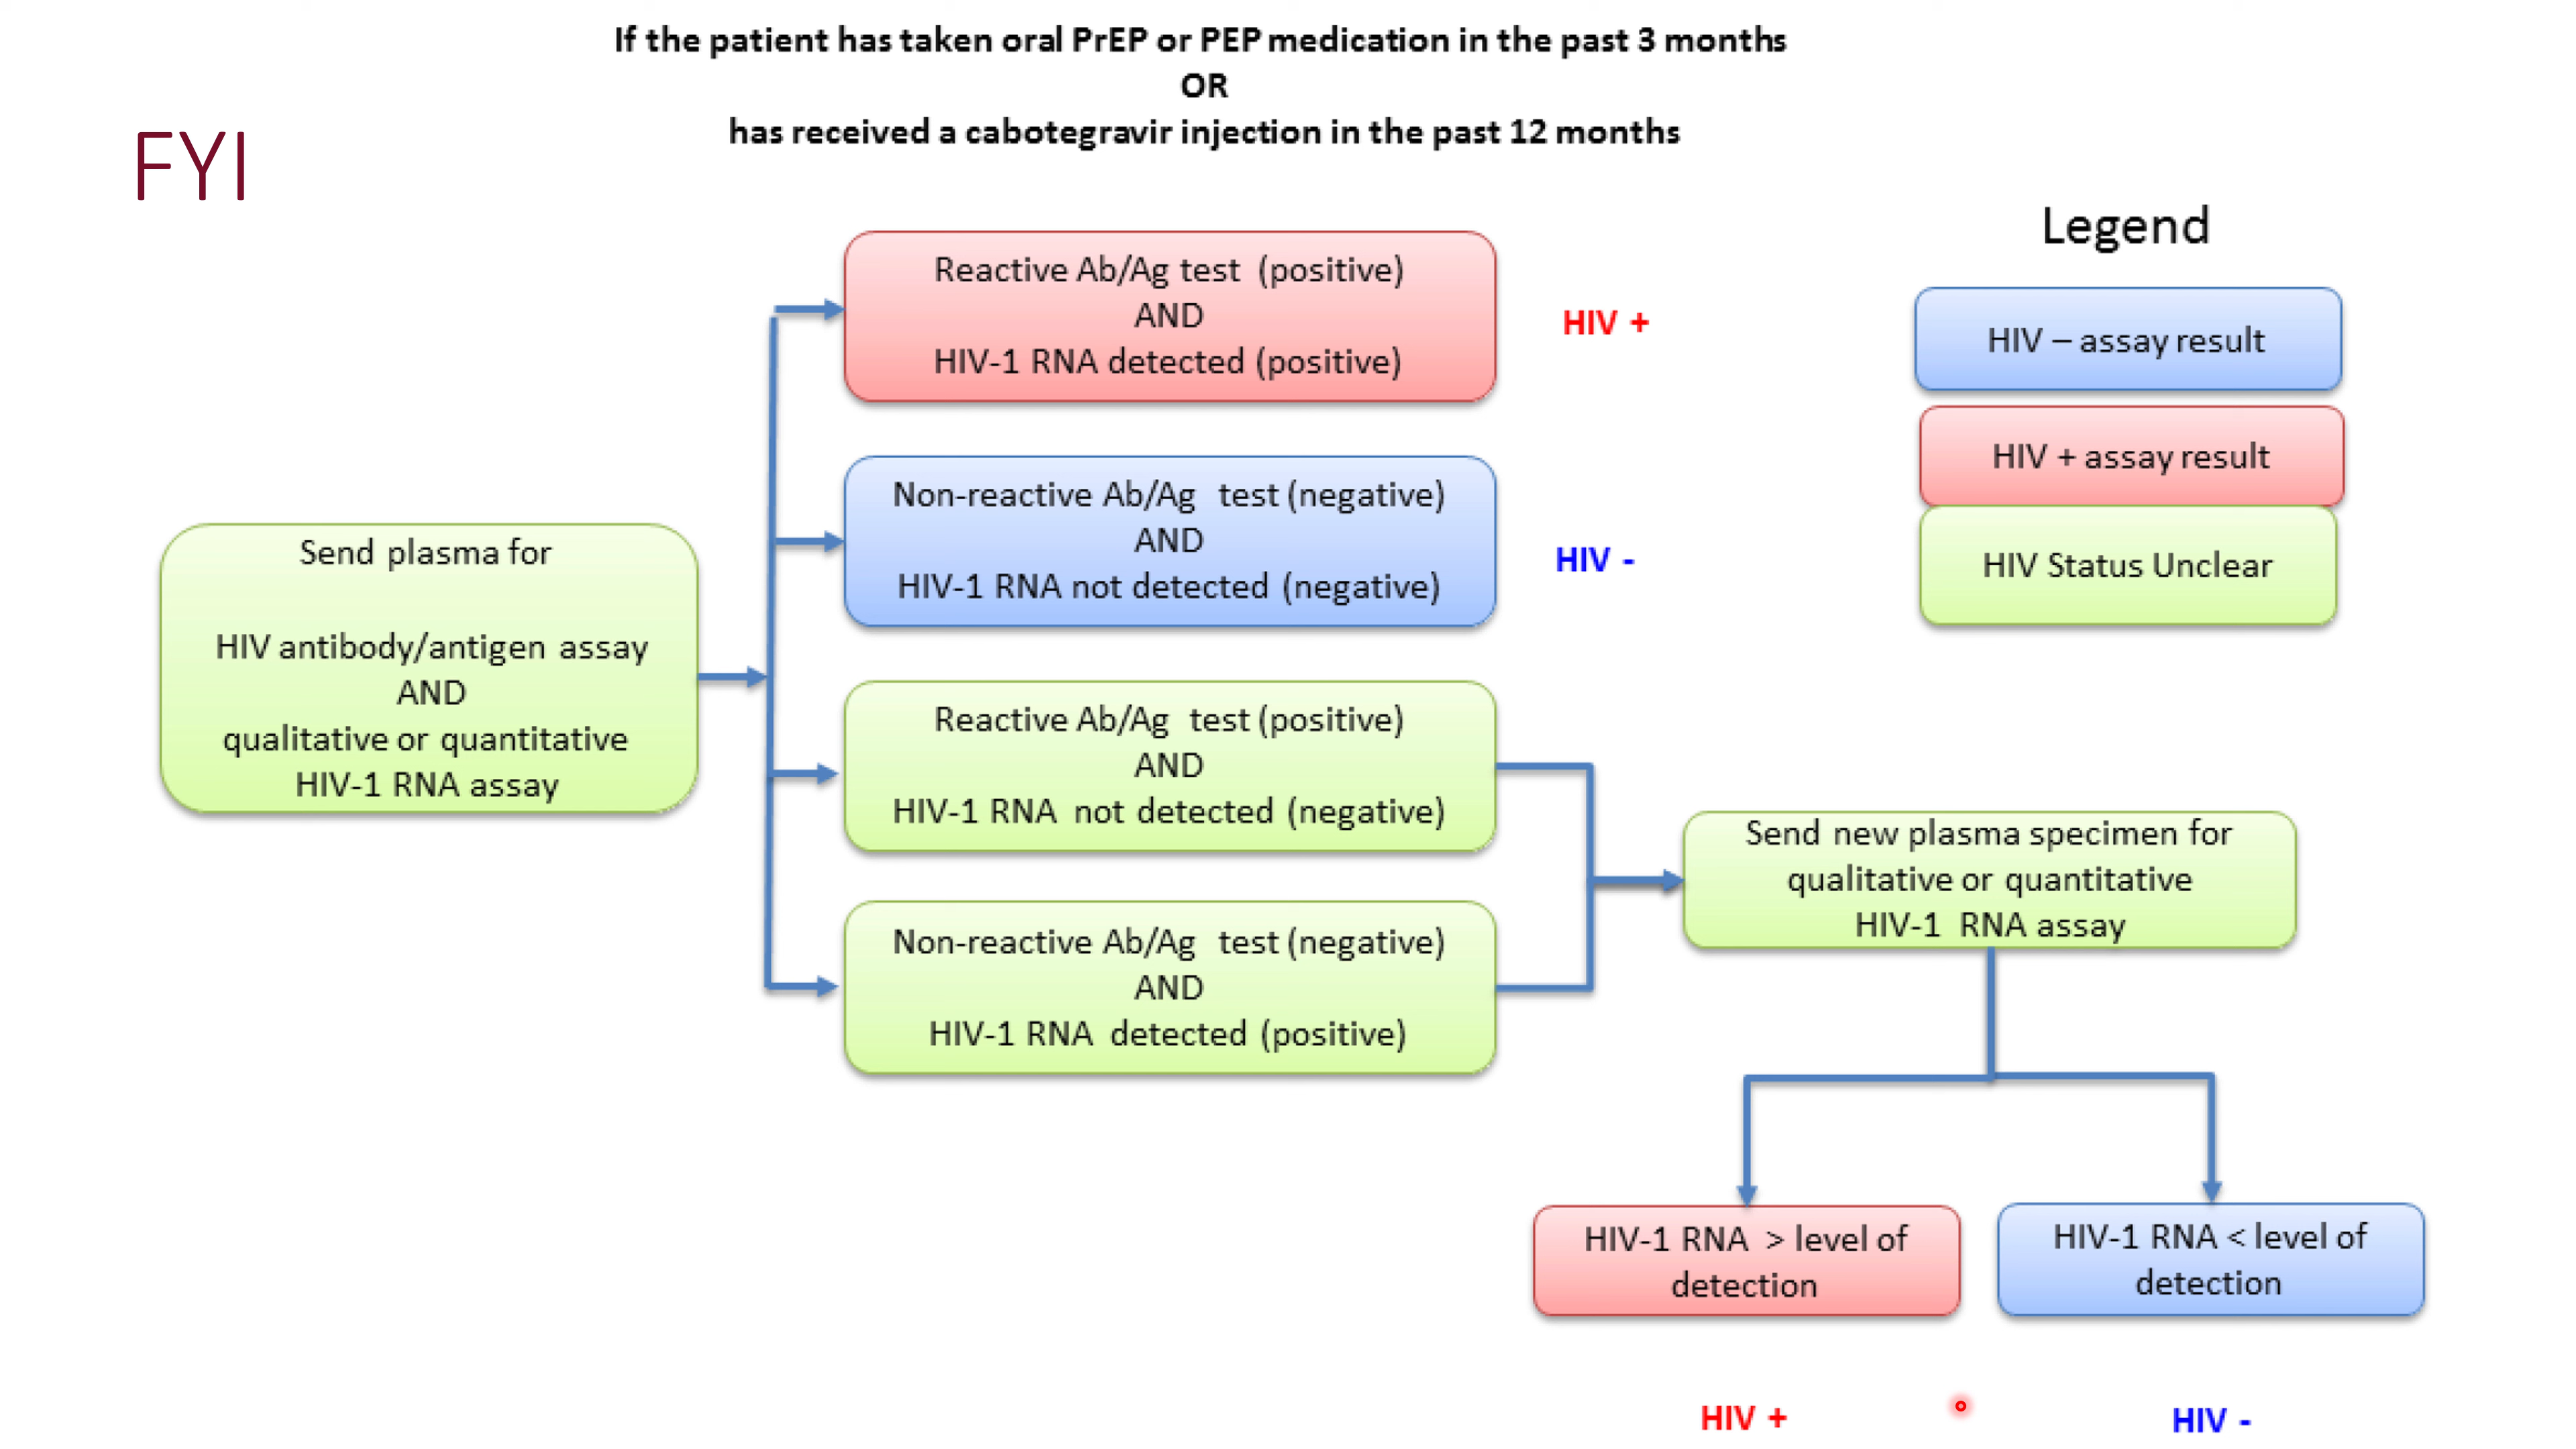 If the patient has taken oral PrEP or PEP medication in the past 3 months
OR
has received a cabotegravir injection in the past 12 months
FYI
Send plasma for
HIV antibody/antigen assay
AND
qualitative or quantitative
HIV-1 RNA assay
Reactive Ab/Ag test (positive)
AND
HIV-1 RNA detected (positive)
HIV +
Non-reactive Ab/Ag test (negative)
AND
HIV-1 RNA not detected (negative)
HIV -
Reactive Ab/Ag test (positive)
AND
HIV-1 RNA not detected (negative)
Non-reactive Ab/Ag test (negative)
AND
HIV-1 RNA detected (positive)
Legend
HIV – assay result
HIV + assay result
HIV Status Unclear
Send new plasma specimen for
qualitative or quantitative
HIV-1 RNA assay
HIV-1 RNA > level of
detection
HIV-1 RNA < level of
detection
HIV +
HIV -